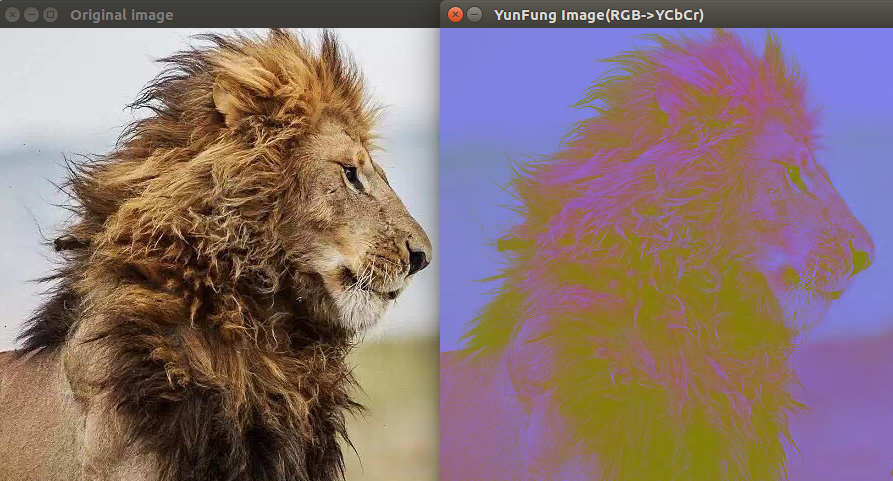 Original image
YunFung Image(RGB->YCbCr)